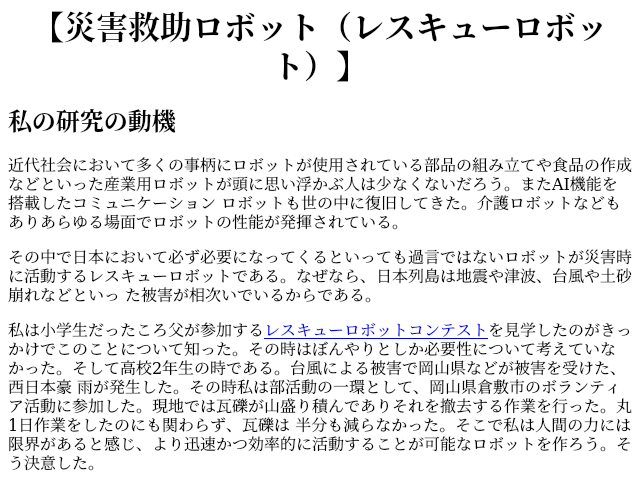 【災害救助ロボット（レスキューロボッ
ト）】
私の研究の動機
近代社会において多くの事柄にロボットが使用されている部品の組み立てや食品の作成
などといった産業用ロボットが頭に思い浮かぶ人は少なくないだろう。またAI機能を
搭載したコミュニケーション ロボットも世の中に復旧してきた。介護ロボットなども
ありあらゆる場面でロボットの性能が発揮されている。
その中で日本において必ず必要になってくるといっても過言ではないロボットが災害時
に活動するレスキューロボットである。なぜなら、日本列島は地震や津波、台風や土砂
崩れなどといっ た被害が相次いでいるからである。
私は小学生だったころ父が参加するレスキューロボットコンテストを見学したのがきっ
かけでこのことについて知った。その時はぼんやりとしか必要性について考えていな
かった。そして高校2年生の時である。台風による被害で岡山県などが被害を受けた、
西日本豪 雨が発生した。その時私は部活動の一環として、岡山県倉敷市のボランティ
ア活動に参加した。現地では瓦礫が山盛り積んでありそれを撤去する作業を行った。丸
1日作業をしたのにも関わらず、瓦礫は 半分も減らなかった。そこで私は人間の力には
限界があると感じ、より迅速かつ効率的に活動することが可能なロボットを作ろう。そ
う決意した。